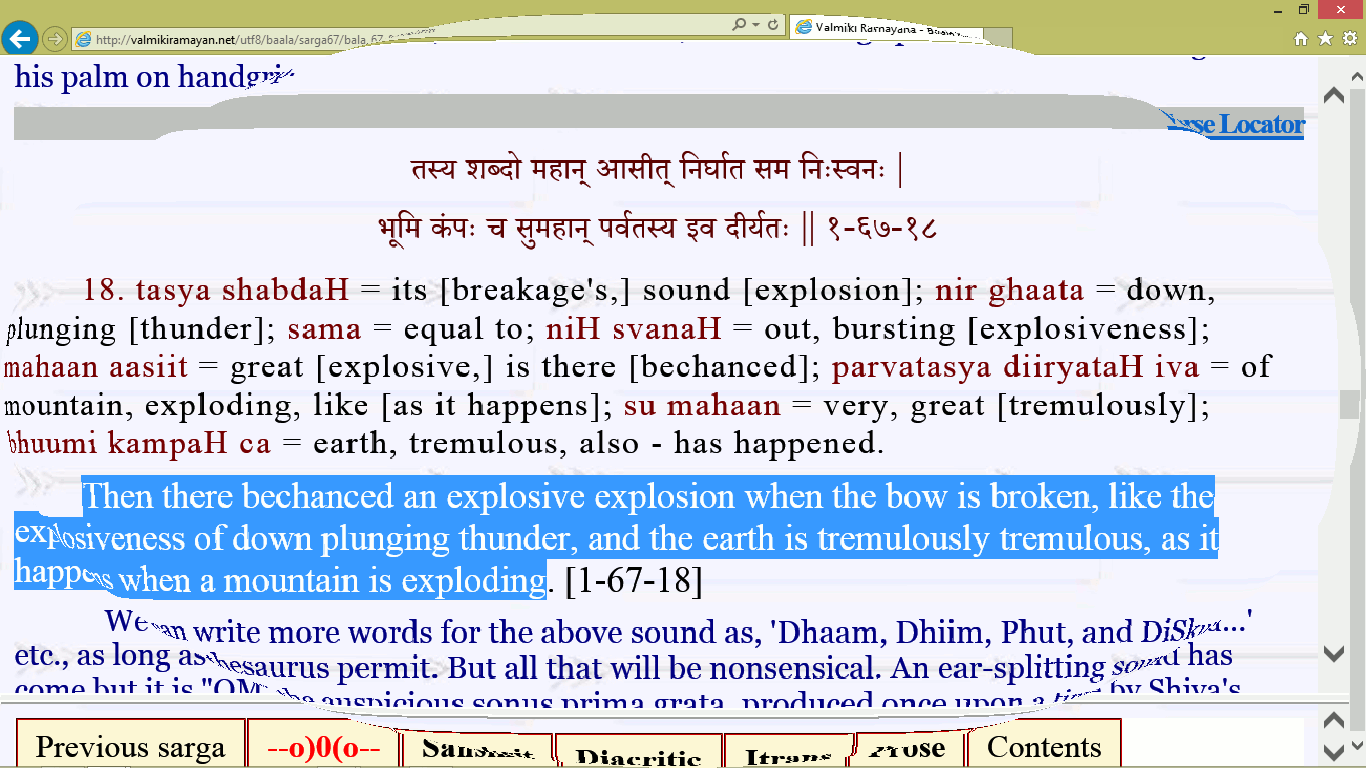 http://valmikiramayan.net/utf8/baala/sarga67/bala_67
Valmiki Ramayana -
his palm on
Locator
तस्य शब्दो महान् आसीत् निर्घात सम निःस्वनः |
भूमि कंपः च सुमहान् पर्वतस्य इव दीर्यतः || १-६७-१८
18. tasya shabdaH = its [breakage's,] sound [explosion]; nir ghaata = down,
plunging [thunder]; sama = equal to; niH svanaH = out, bursting [explosiveness];
mahaan aasiit = great [explosive,] is there [bechanced]; parvatasya diiryataH iva = of
mountain, exploding, like [as it happens]; su mahaan = very, great [tremulously];
bhuumi kampaH ca = earth, tremulous, also - has happened.
Then there bechanced an explosive explosion when the bow is broken, like the
explosiveness of down plunging thunder, and the earth is tremulously tremulous, as it
happens when a mountain is exploding. [1-67-18]
We can write more words for the above sound as, 'Dhaam, Dhiim, Phut, and
etc., as long as thesaurus permit. But all that will be nonsensical. An ear-splitting sound has
come but it is "OM, the auspicious sonus prima grata, produced once upon a time by Shiva's
Previous sarga
--o)0(o--
Sanskrit
Diacritic
Itrans
Prose
Contents